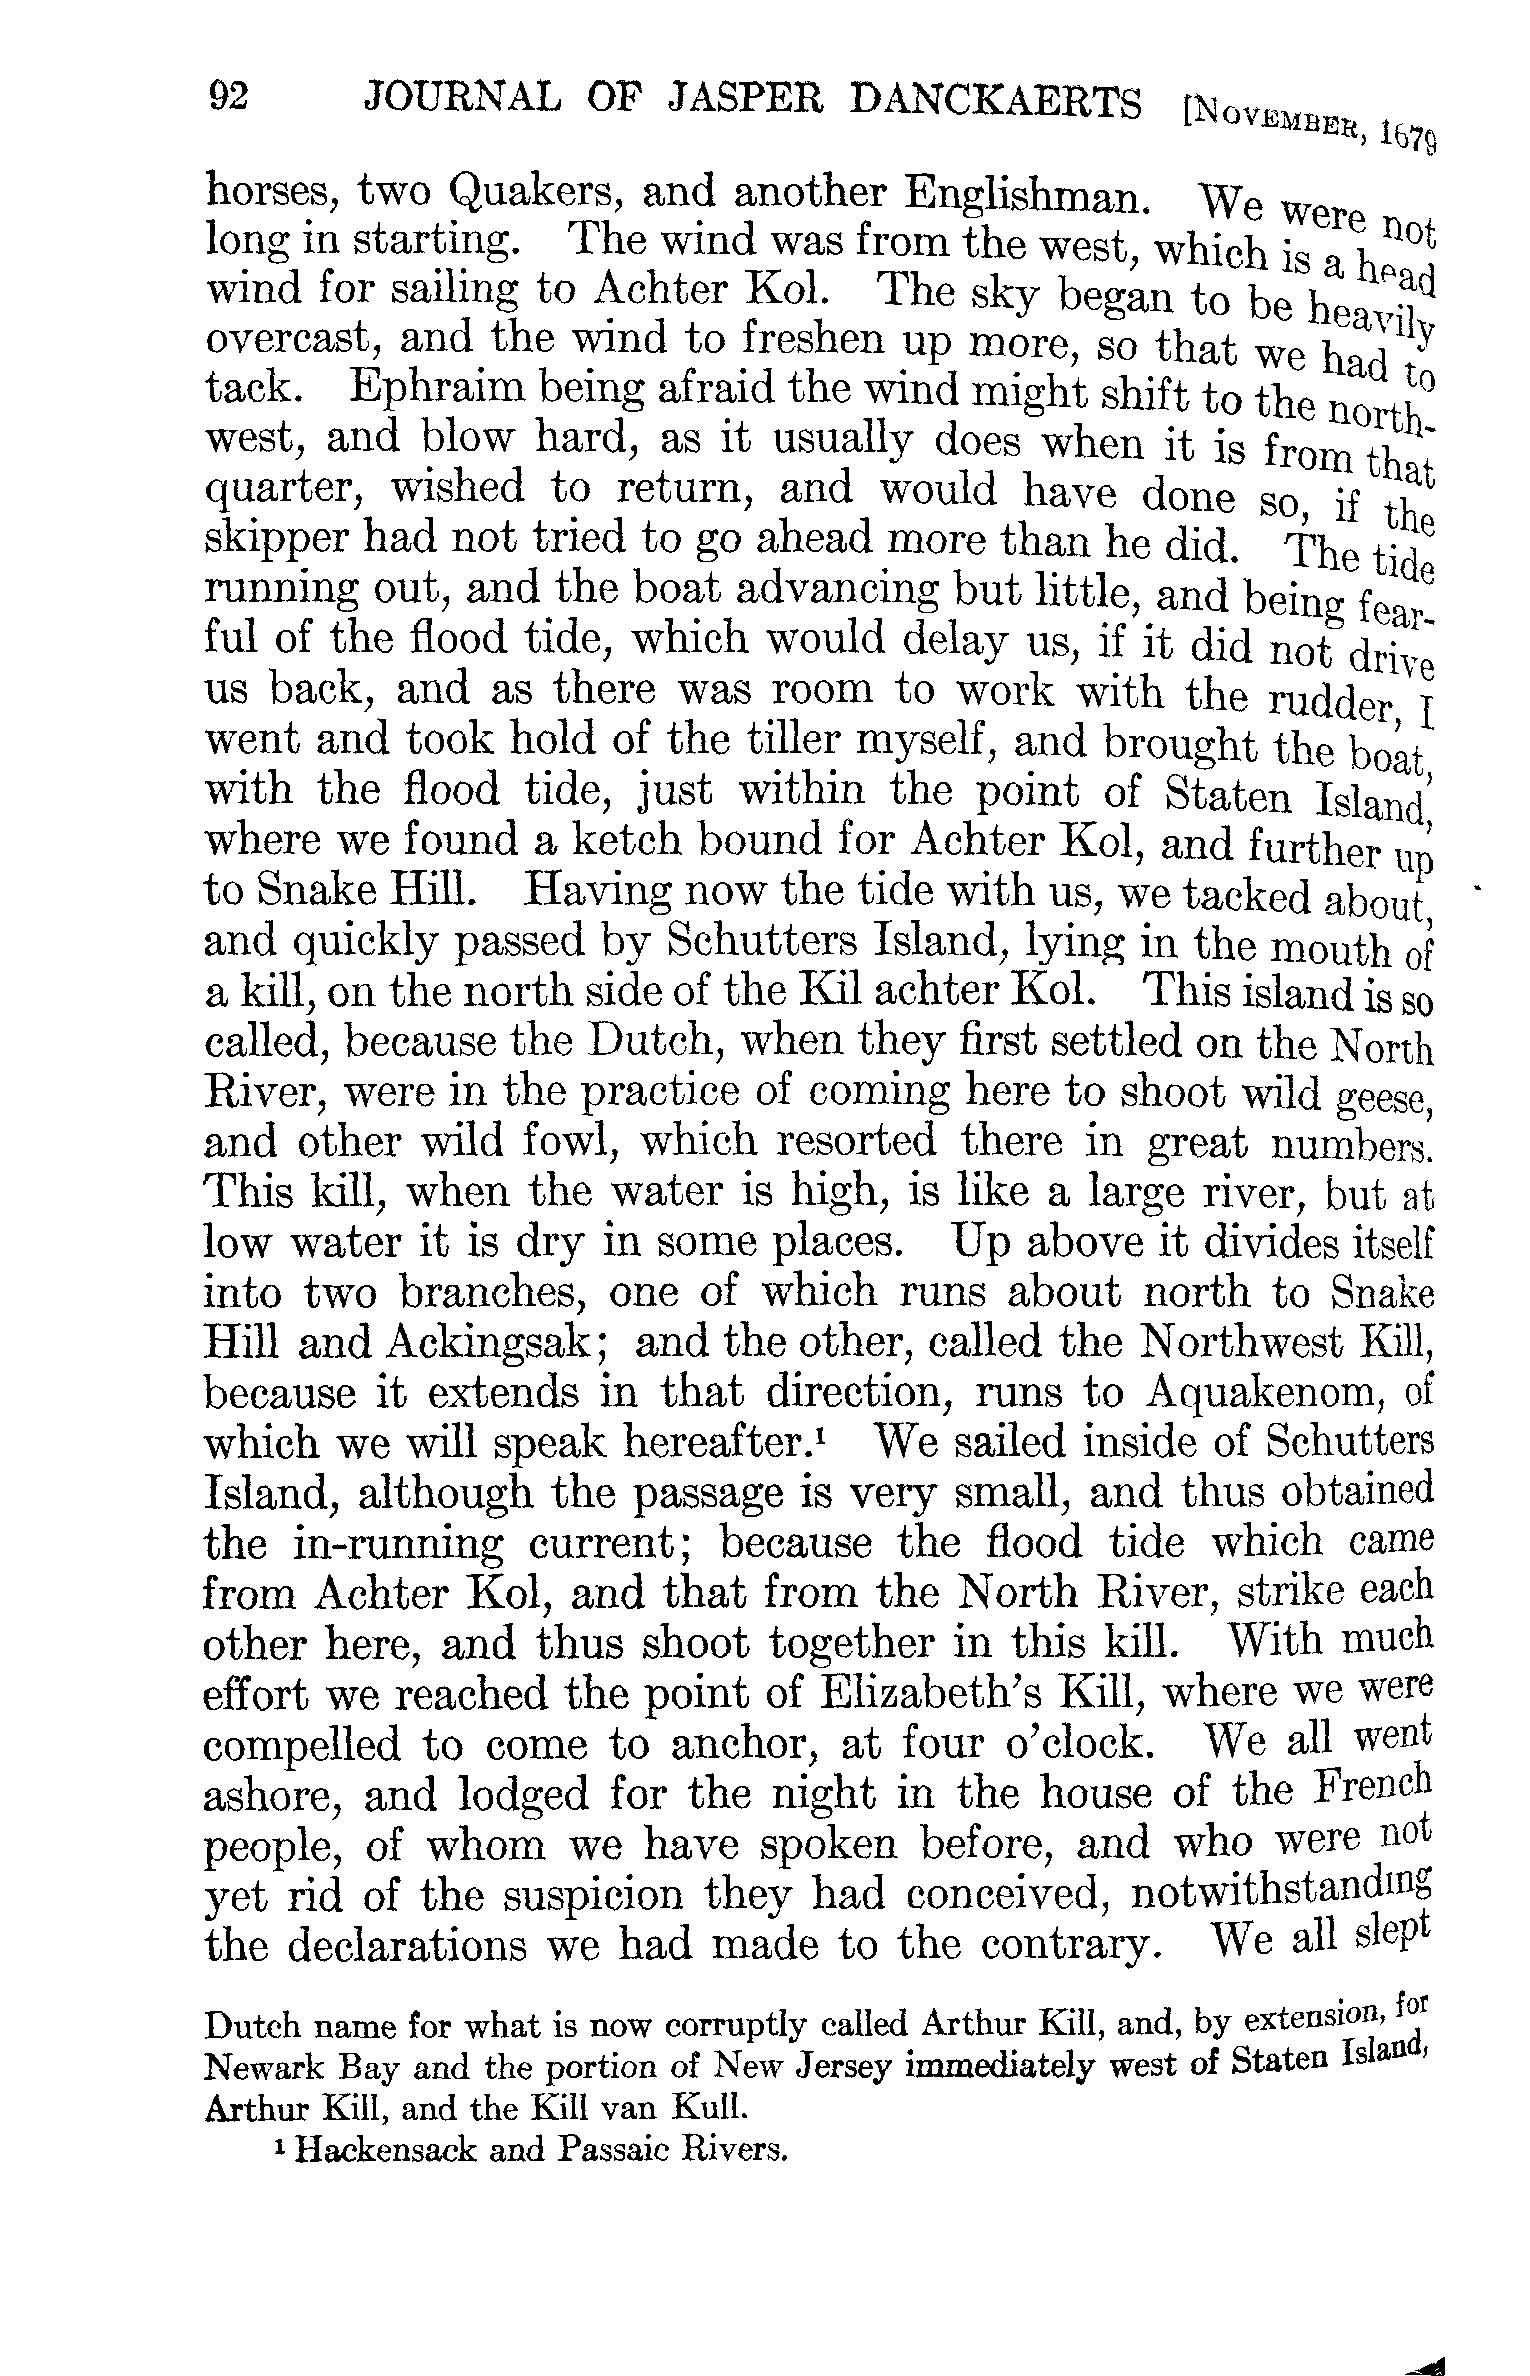 92 JOURNAL OF JASPER DANCKAERTS [NOVEMBER, 1679
horses, two Quakers, and another Englishman. We were not
long in starting. The wind was from the west, which is a head
wind for sailing to Achter Kol. The sky began to be heavily
overcast, and the wind to freshen up more, so that we had to
tack. Ephraim being afraid the wind might shift to the north-
west, and blow hard, as it usually does when it is from that
quarter, wished to return, and would have done so, if the
skipper had not tried to go ahead more than he did. The tide
running out, and the boat advancing but little, and being fear-
ful of the flood tide, which would delay us, if it did not drive
us back, and as there was room to work with the rudder, I
went and took hold of the tiller myself, and brought the boat,
with the flood tide, just within the point of Staten Island,
where we found a ketch bound for Achter Kol, and further up
to Snake Hill. Having now the tide with us, we tacked about,
and quickly passed by Schutters Island, lying in the mouth of
a kill, on the north side of the Kil achter Kol. This island is so
called, because the Dutch, when they first settled on the North
River, were in the practice of coming here to shoot wild geese,
and other wild fowl, which resorted there in great numbers.
This kill, when the water is high, is like a large river, but at
low water it is dry in some places. Up above it divides itself
into two branches, one of which runs about north to Snake
Hill and Ackingsak; and the other, called the Northwest Kill,
because it extends in that direction, runs to Aquakenom, of
which we will speak hereafter.¹ We sailed inside of Schutters
Island, although the passage is very small, and thus obtained
the in-running current; because the flood tide which came
from Achter Kol, and that from the North River, strike each
other here, and thus shoot together in this kill. With much
effort we reached the point of Elizabeth's Kill, where we were
compelled to come to anchor, at four o'clock. We all went
ashore, and lodged for the night in the house of the French
people, of whom we have spoken before, and who were not
yet rid of the suspicion they had conceived, notwithstanding
the declarations we had made to the contrary. We all slept
Dutch name for what is now corruptly called Arthur Kill, and, by extension, for
Newark Bay and the portion of New Jersey immediately west of Staten Island,
Arthur Kill, and the Kill van Kull.
¹ Hackensack and Passaic Rivers.